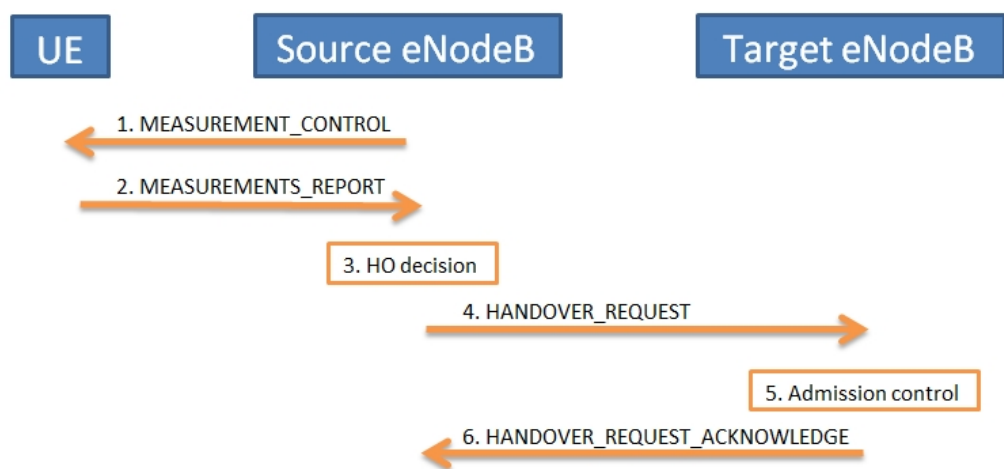 UE
Source eNodeB
Target eNodeB
1. MEASUREMENT_CONTROL
2. MEASUREMENTS_REPORT
3. HO decision
4. HANDOVER_REQUEST
5. Admission control
6. HANDOVER_REQUEST_ACKNOWLEDGE